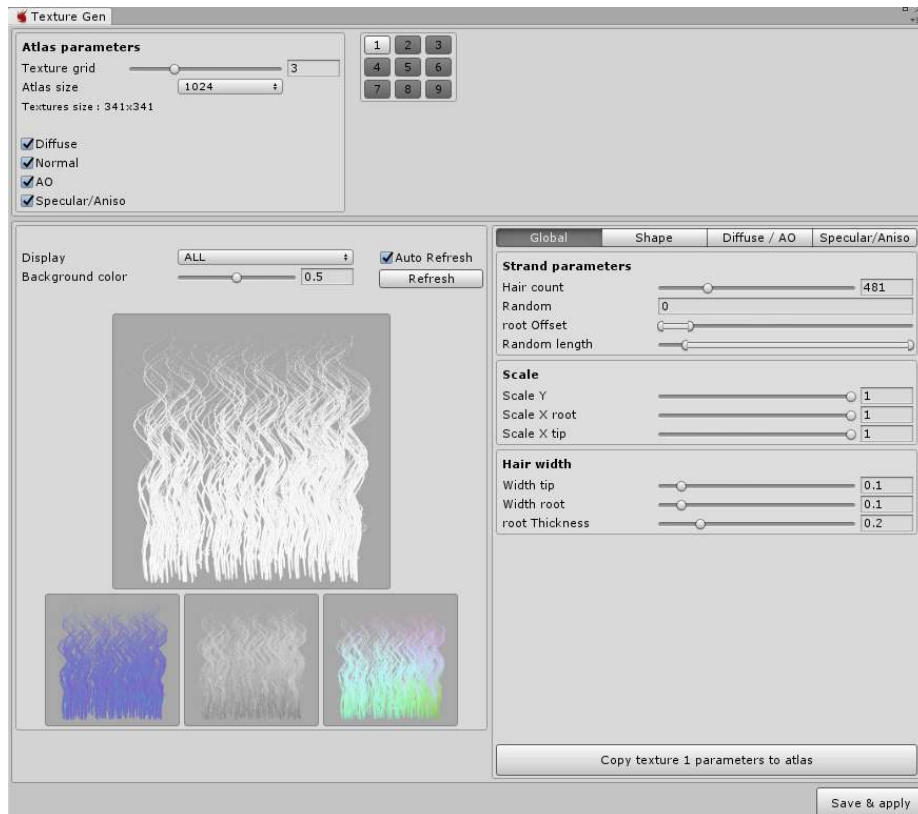 Texture Gen
Atlas parameters
Texture grid 3
Atlas size 1024
Textures size : 341x341
Diffuse
Normal
AO
Specular/Aniso
1 2 3
4 5 6
7 8 9
Display ALL Auto Refresh
Background color 0.5 Refresh
Global Shape Diffuse / AO Specular/Aniso
Strand parameters
Hair count 481
Random 0
root Offset
Random length
Scale
Scale Y 1
Scale X root 1
Scale X tip 1
Hair width
Width tip 0.1
Width root 0.1
root Thickness 0.2
Copy texture 1 parameters to atlas
Save & apply